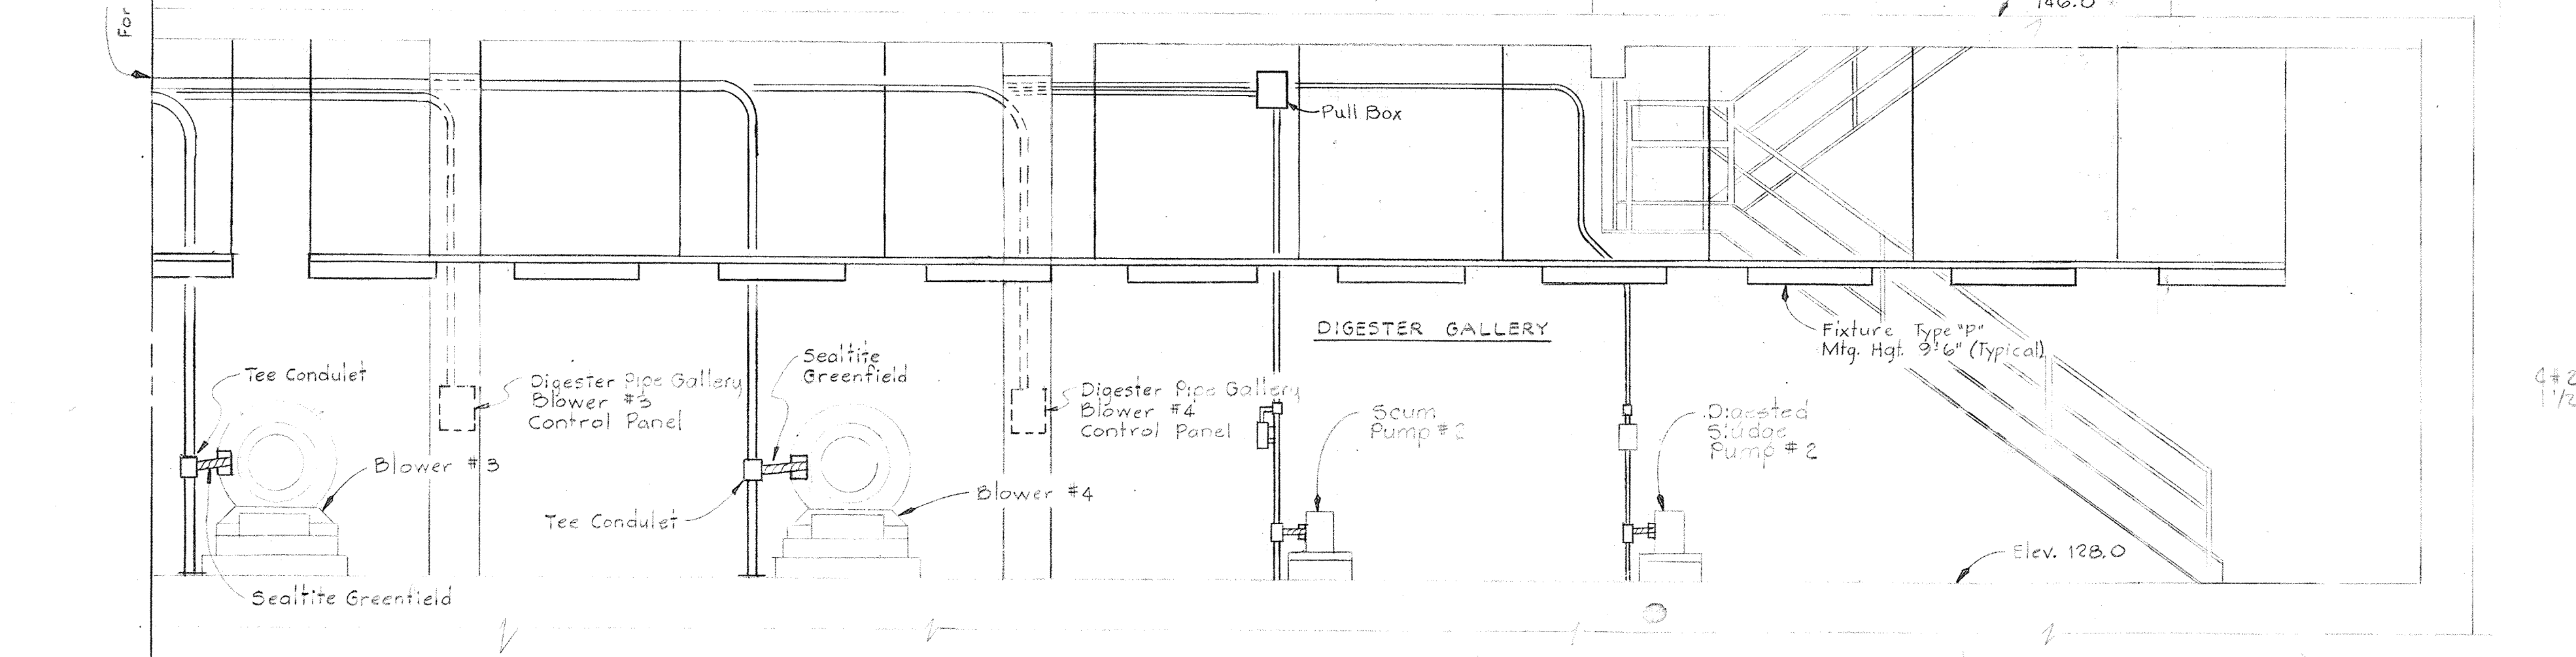 For
146.0
Pull Box
DIGESTER GALLERY
Fixture Type "P"
Mtg. Hgt. 9'-6" (Typical)
Tee Condulet
Digester Pipe Gallery
Blower #3
Control Panel
Sealtite
Greenfield
Digester Pipe Gallery
Blower #4
Control Panel
Scum
Pump #2
Digested
Sludge
Pump #2
Blower #3
Blower #4
Tee Condulet
Elev. 128.0
Sealtite Greenfield